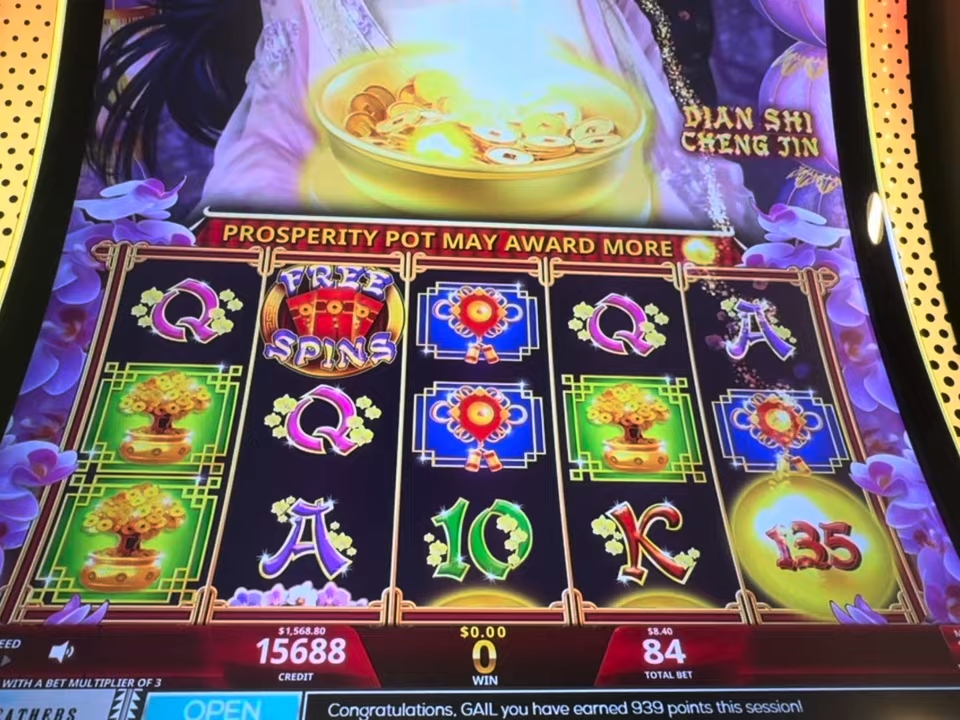 DIAN SHI
CHENG JIN
PROSPERITY POT MAY AWARD MORE
Q
FREE
SPINS
Q
A
Q
A
10
K
135
EED
$1,568.80
15688
CREDIT
$0.00
0
WIN
$8.40
84
TOTAL BET
WITH A BET MULTIPLIER OF 3
EATHERS
OPEN
Congratulations, GAIL you have earned 939 points this session!